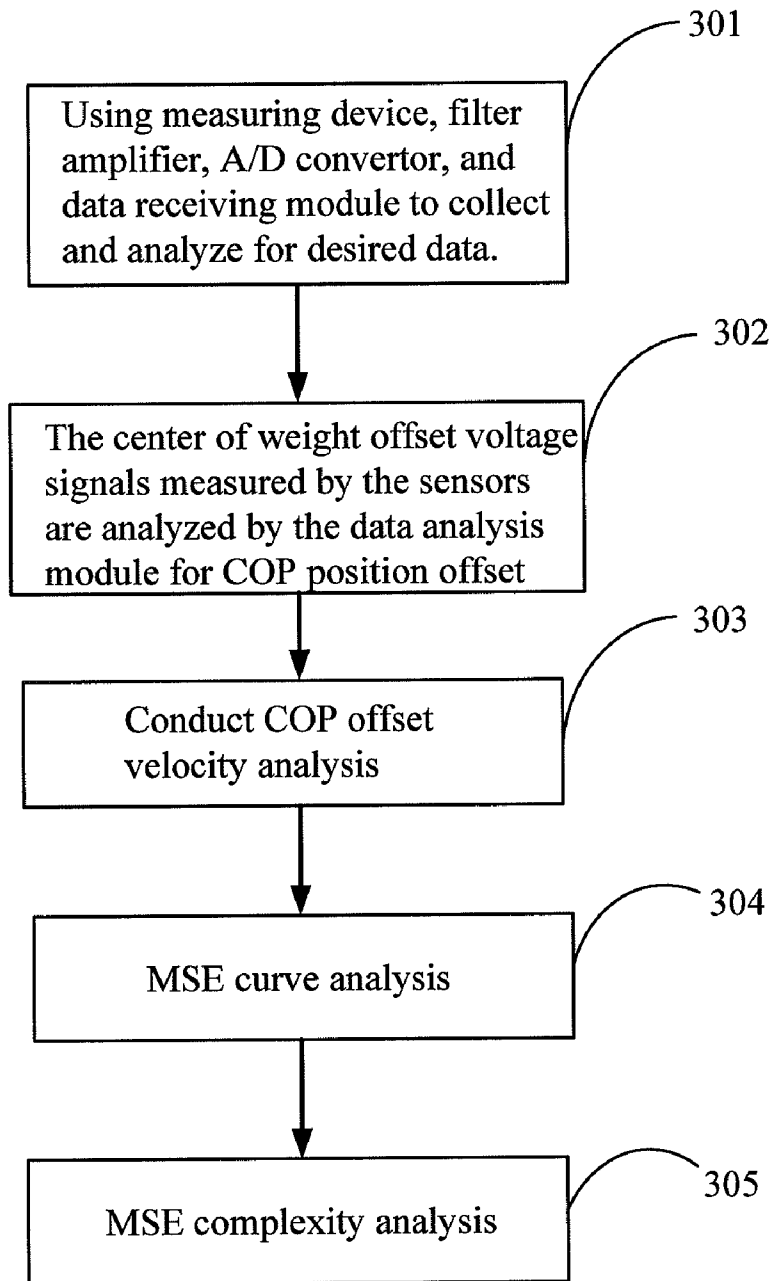 301
Using measuring device, filter
amplifier, A/D convertor, and
data receiving module to collect
and analyze for desired data.
302
The center of weight offset voltage
signals measured by the sensors
are analyzed by the data analysis
module for COP position offset
303
Conduct COP offset
velocity analysis
304
MSE curve analysis
305
MSE complexity analysis